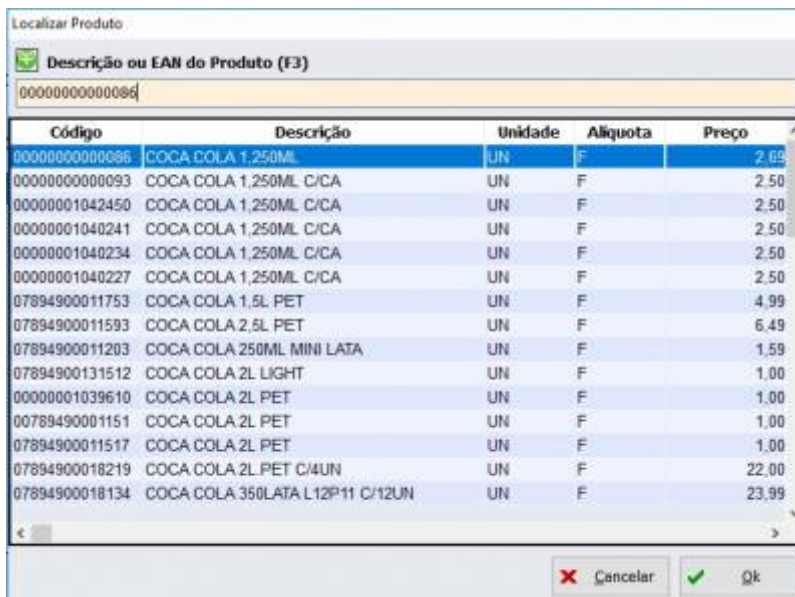 Localizar Produto
Descrição ou EAN do Produto (F3)
00000000000086
Código Descrição Unidade Alíquota Preço
00000000000086 COCA COLA 1,250ML UN F 2,69
00000000000093 COCA COLA 1,250ML C/CA UN F 2,50
00000001042450 COCA COLA 1,250ML C/CA UN F 2,50
00000001040241 COCA COLA 1,250ML C/CA UN F 2,50
00000001040234 COCA COLA 1,250ML C/CA UN F 2,50
00000001040227 COCA COLA 1,250ML C/CA UN F 2,50
07894900011753 COCA COLA 1,5L PET UN F 4,99
07894900011593 COCA COLA 2,5L PET UN F 6,49
07894900011203 COCA COLA 250ML MINI LATA UN F 1,59
07894900131512 COCA COLA 2L LIGHT UN F 1,00
00000001039610 COCA COLA 2L PET UN F 1,00
00789490001151 COCA COLA 2L PET UN F 1,00
07894900011517 COCA COLA 2L PET UN F 1,00
07894900018219 COCA COLA 2L.PET C/4UN UN F 22,00
07894900018134 COCA COLA 350LATA L12P11 C/12UN UN F 23,99
Cancelar Ok